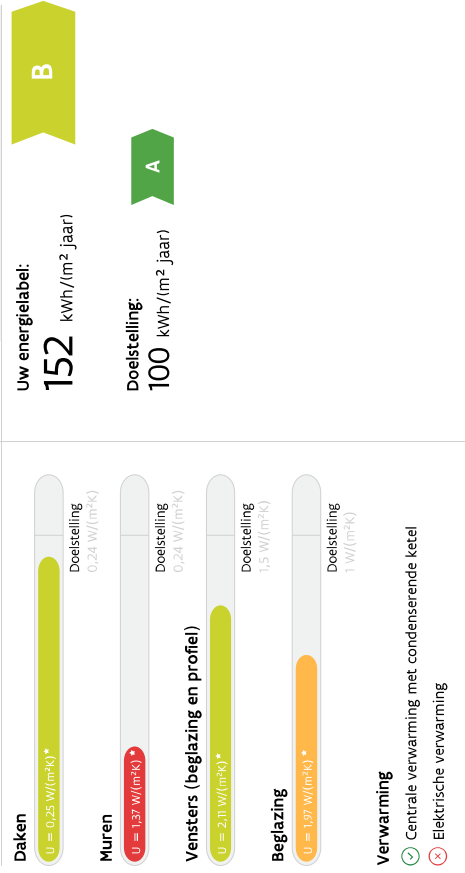 Daken
U = 0,25 W/(m²K)*
Doelstelling
0,24 W/(m²K)
Muren
U = 1,37 W/(m²K) *
Doelstelling
0,24 W/(m²K)
Vensters (beglazing en profiel)
U = 2,11 W/(m²K)*
Doelstelling
1,5 W/(m²K)
Beglazing
U = 1,97 W/(m²K) *
Doelstelling
1 W/(m²K)
Verwarming
Centrale verwarming met condenserende ketel
Elektrische verwarming
Uw energielabel:
152 kWh/(m² jaar)
B
Doelstelling:
100 kWh/(m² jaar)
A